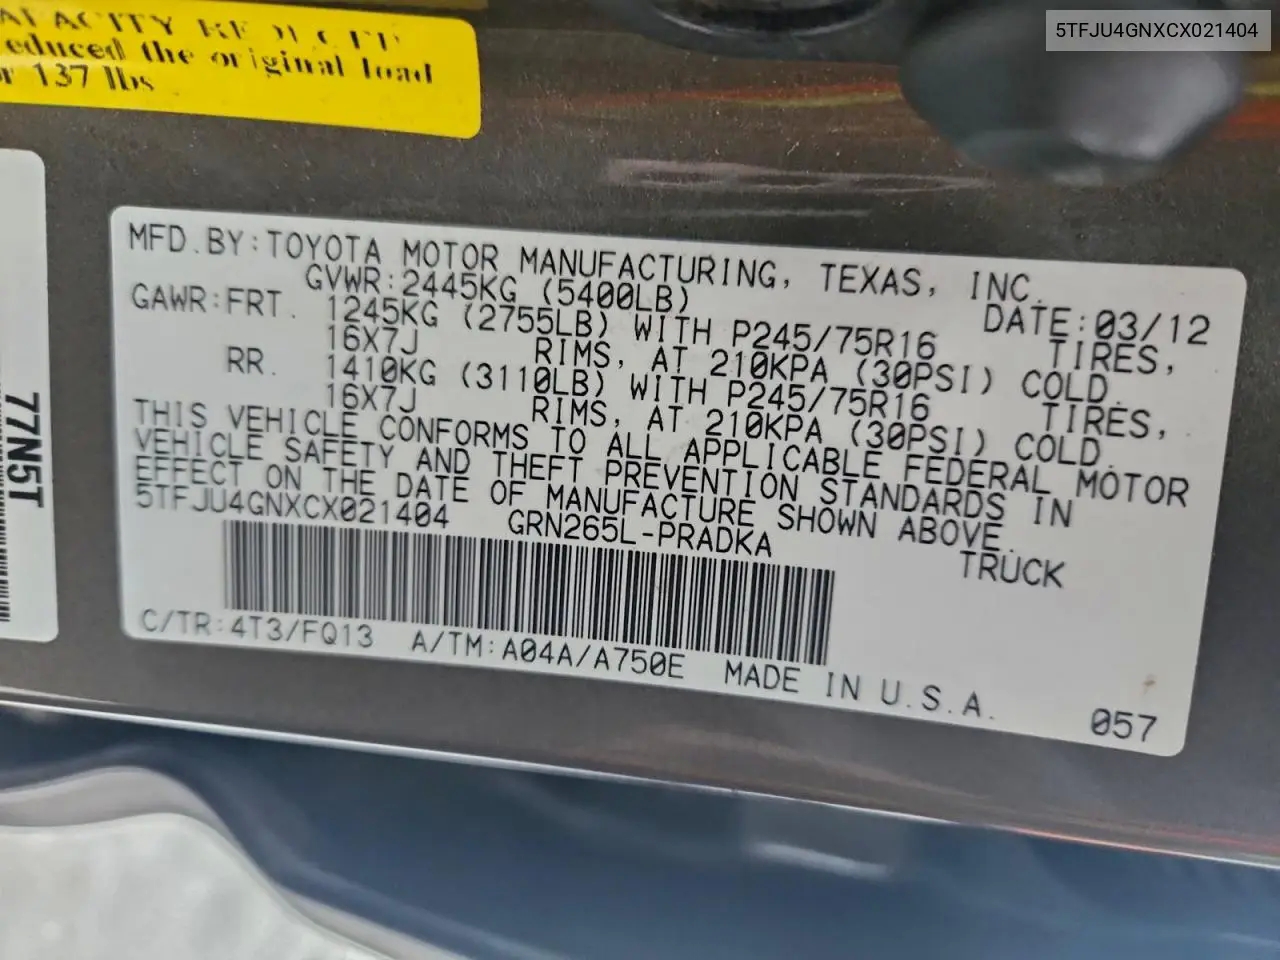 5TFJU4GNXCX021404
educed the original load
r 137 lbs
77N5T
MFD.BY:TOYOTA MOTOR MANUFACTURING, TEXAS, INC.
GVWR:2445KG (5400LB) DATE:03/12
GAWR:FRT. 1245KG (2755LB) WITH P245/75R16 TIRES,
16X7J RIMS, AT 210KPA (30PSI) COLD.
RR. 1410KG (3110LB) WITH P245/75R16 TIRES,
16X7J RIMS, AT 210KPA (30PSI) COLD.
THIS VEHICLE CONFORMS TO ALL APPLICABLE FEDERAL MOTOR
VEHICLE SAFETY AND THEFT PREVENTION STANDARDS IN
EFFECT ON THE DATE OF MANUFACTURE SHOWN ABOVE.
5TFJU4GNXCX021404 GRN265L-PRADKA TRUCK
C/TR:4T3/FQ13 A/TM:A04A/A750E MADE IN U.S.A.
057